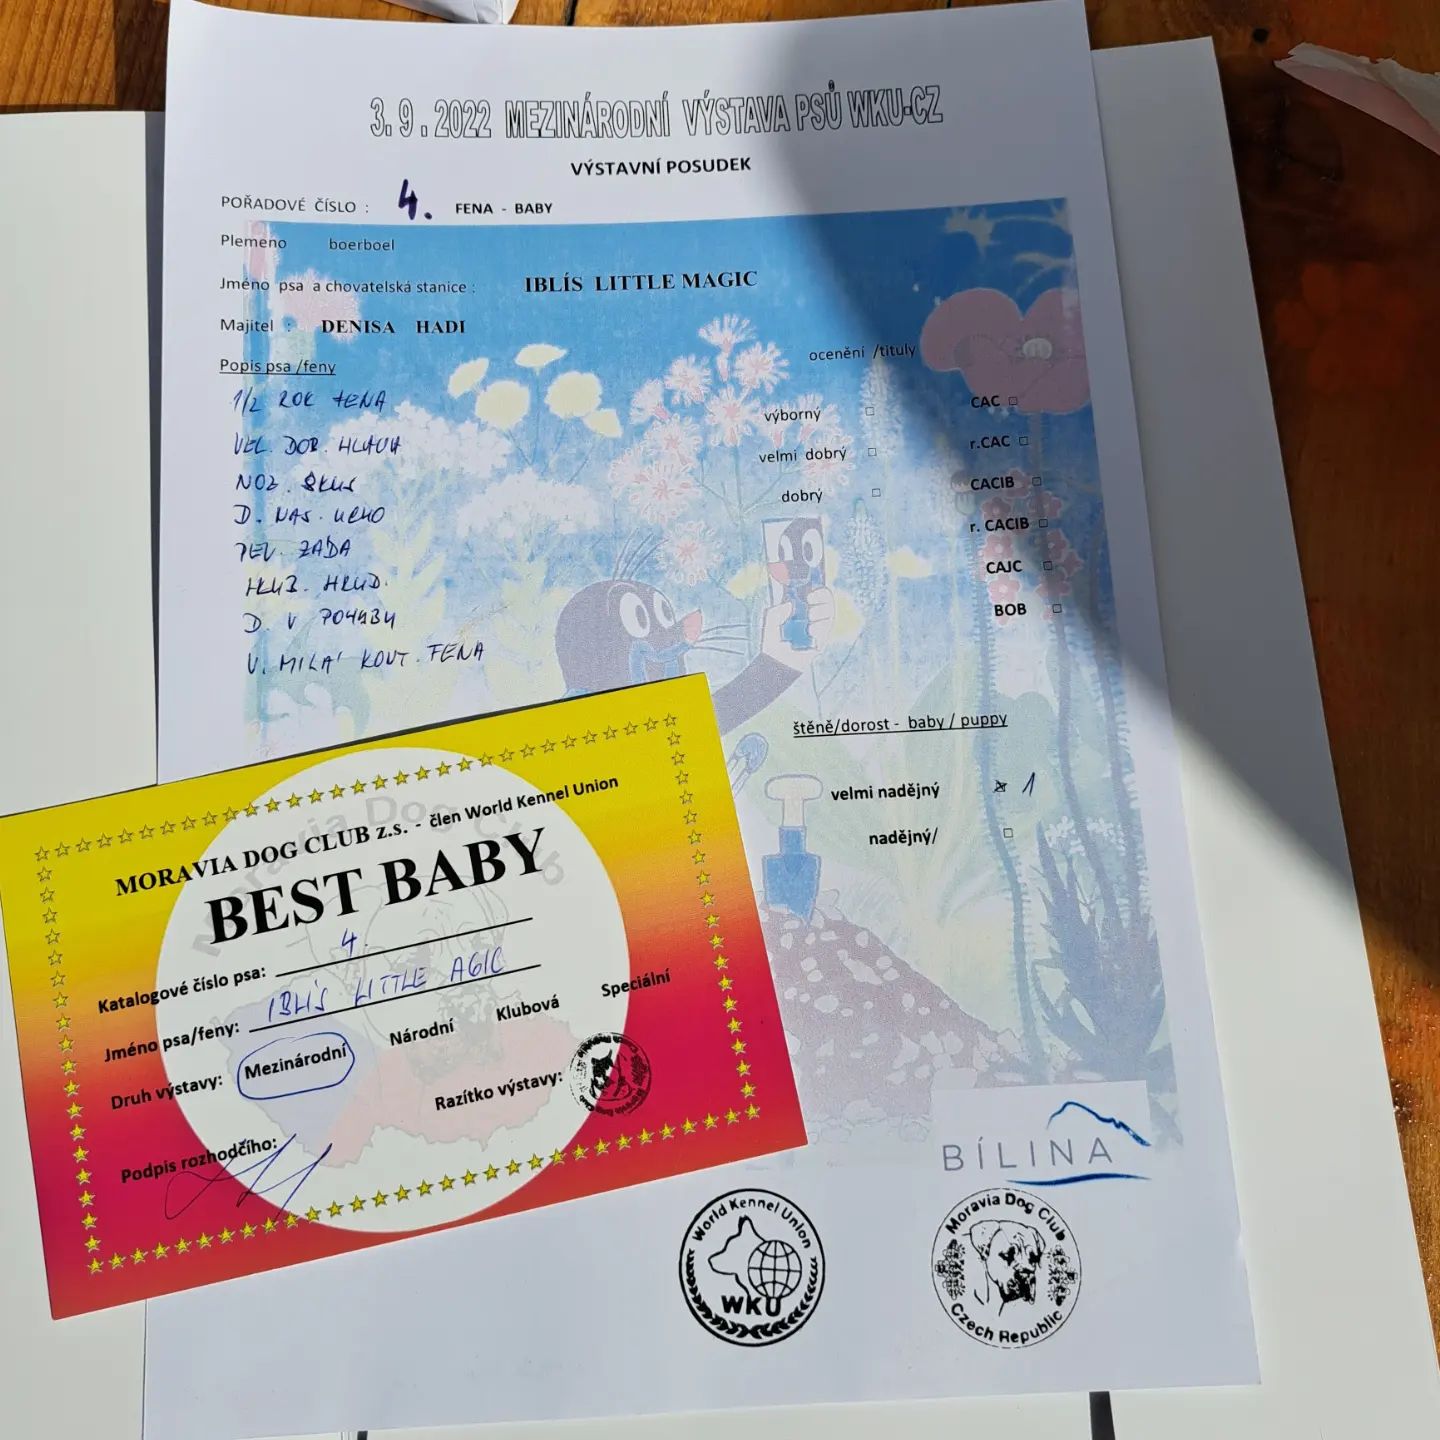 3. 9. 2022 MEZINÁRODNÍ VÝSTAVA PSŮ WKU-CZ
VÝSTAVNÍ POSUDEK
POŘADOVÉ ČÍSLO : 4. FENA - BABY
Plemeno boerboel
Jméno psa a chovatelská stanice : IBLÍS LITTLE MAGIC
Majitel : DENISA HADI
Popis psa /feny
1/2 ROK FENA
VEL. DOB. HLAVA
NOŽ. SKUS
D. NAS. UCHO
PEV. ZÁDA
HLUB. HRUD.
D. V POHYBU
V. MILÁ KOUT. FENA
ocenění /tituly
výborný
velmi dobrý
dobrý
CAC
r.CAC
CACIB
r. CACIB
CAJC
BOB
štěně/dorost - baby / puppy
velmi nadějný 1
nadějný/
MORAVIA DOG CLUB z.s. - člen World Kennel Union
BEST BABY
Katalogové číslo psa: 4.
Jméno psa/feny: IBLÍS LITTLE AGIC
Druh výstavy: Mezinárodní Národní Klubová Speciální
Razítko výstavy:
Podpis rozhodčího:
BÍLINA
World Kennel Union
WKU
Moravia Dog Club
Czech Republic